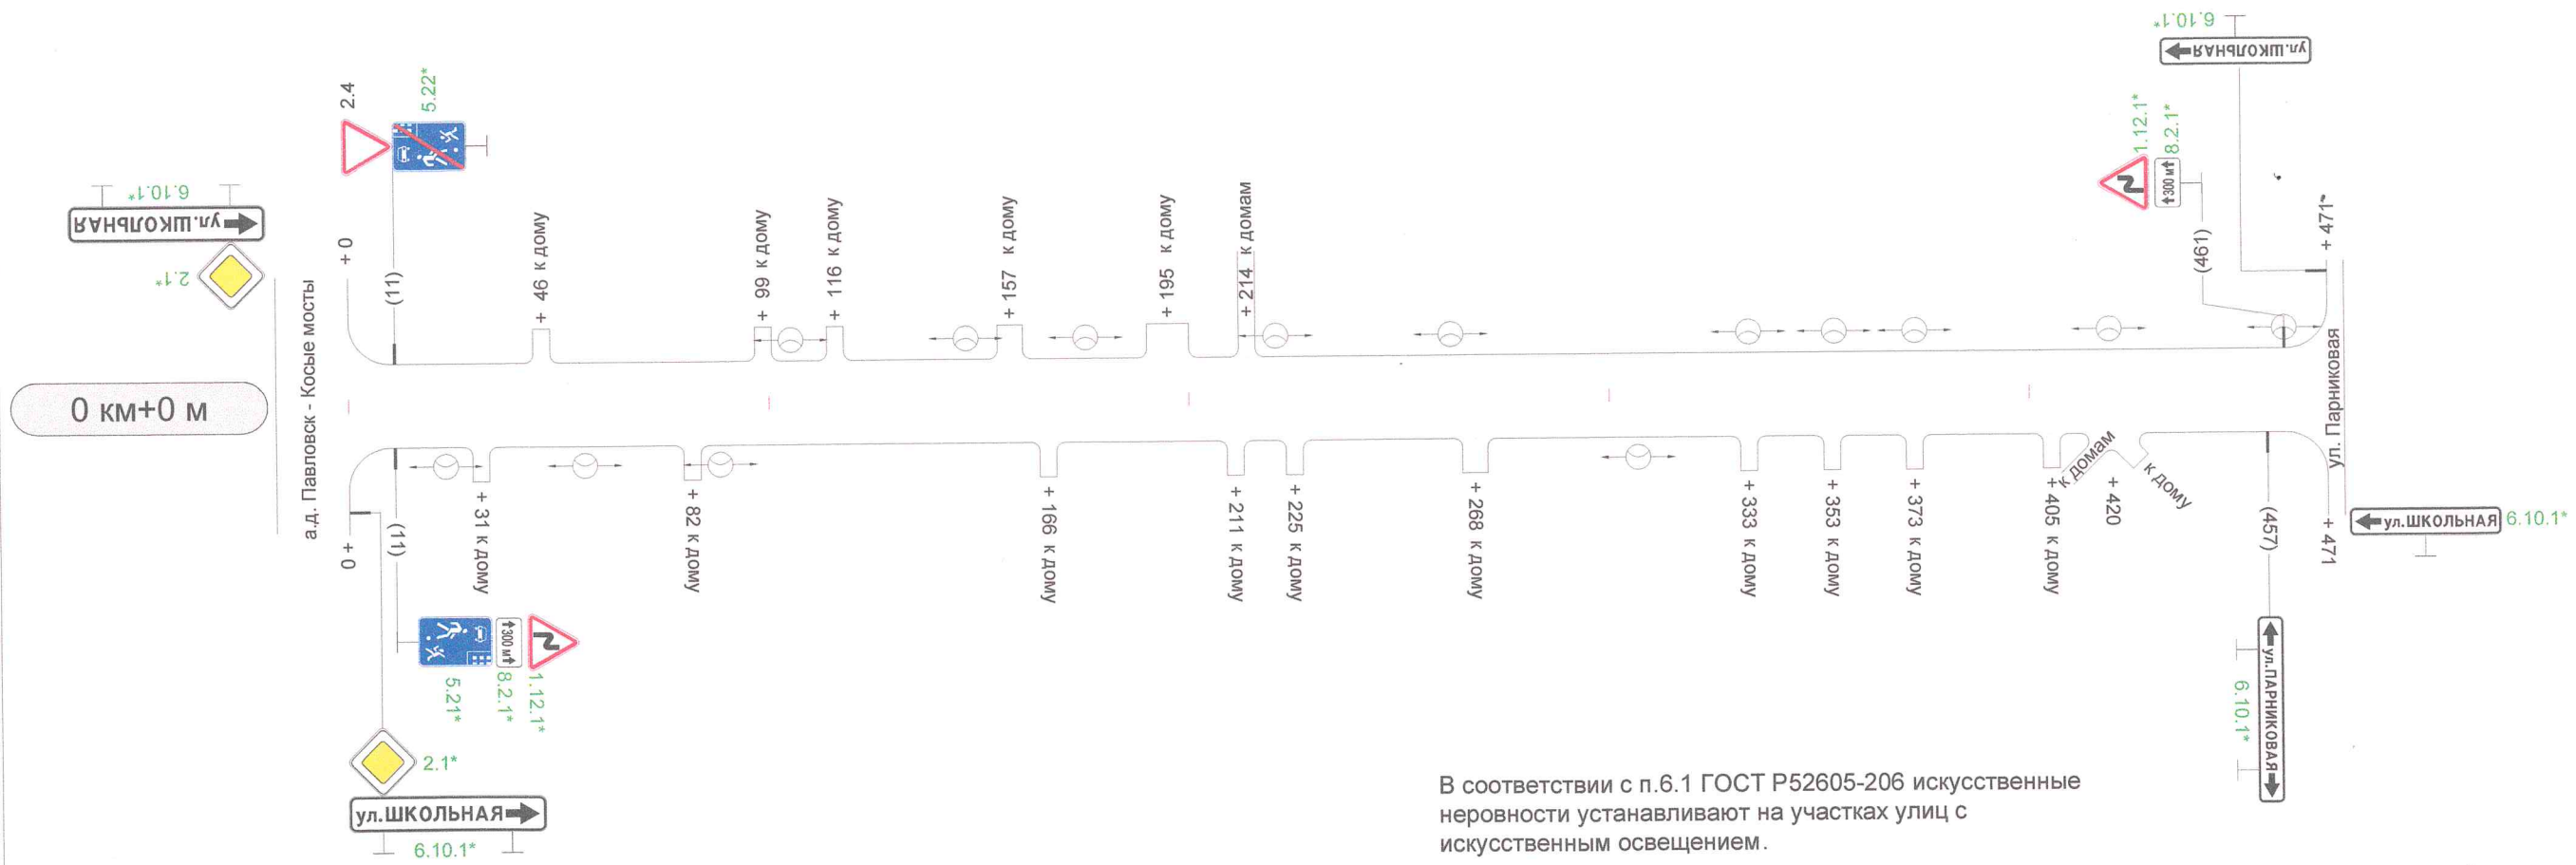 6.10.1*
ул.ШКОЛЬНАЯ
2.1*
0 км+0 м
а.д. Павловск - Косые мосты
2.4
5.22*
+ 0
(11)
+ 46 к дому
+ 99 к дому
+ 116 к дому
+ 157 к дому
+ 195 к дому
+ 214 к домам
6.10.1*
ул.ШКОЛЬНАЯ
1.12.1*
8.2.1*
300 м
(461)
+ 471
ул. Парниковая
+ 0
(11)
+ 31 к дому
+ 82 к дому
+ 166 к дому
+ 211 к дому
+ 225 к дому
+ 268 к дому
+ 333 к дому
+ 353 к дому
+ 373 к дому
+ 405 к дому
к домам
+ 420
к дому
(457)
+ 471
ул.ШКОЛЬНАЯ 6.10.1*
300 м
5.21*
8.2.1*
1.12.1*
2.1*
ул.ШКОЛЬНАЯ
6.10.1*
ул.ПАРНИКОВАЯ
6.10.1*
В соответствии с п.6.1 ГОСТ Р52605-206 искусственные
неровности устанавливают на участках улиц с
искусственным освещением.